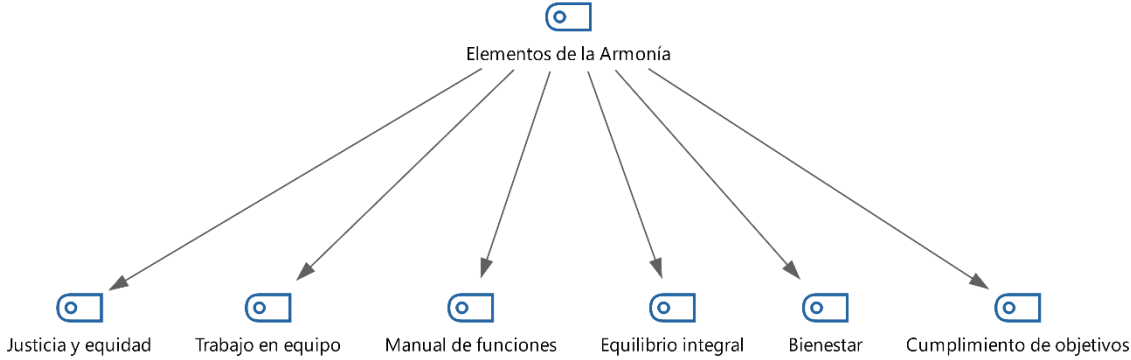 Elementos de la Armonía
Justicia y equidad
Trabajo en equipo
Manual de funciones
Equilibrio integral
Bienestar
Cumplimiento de objetivos